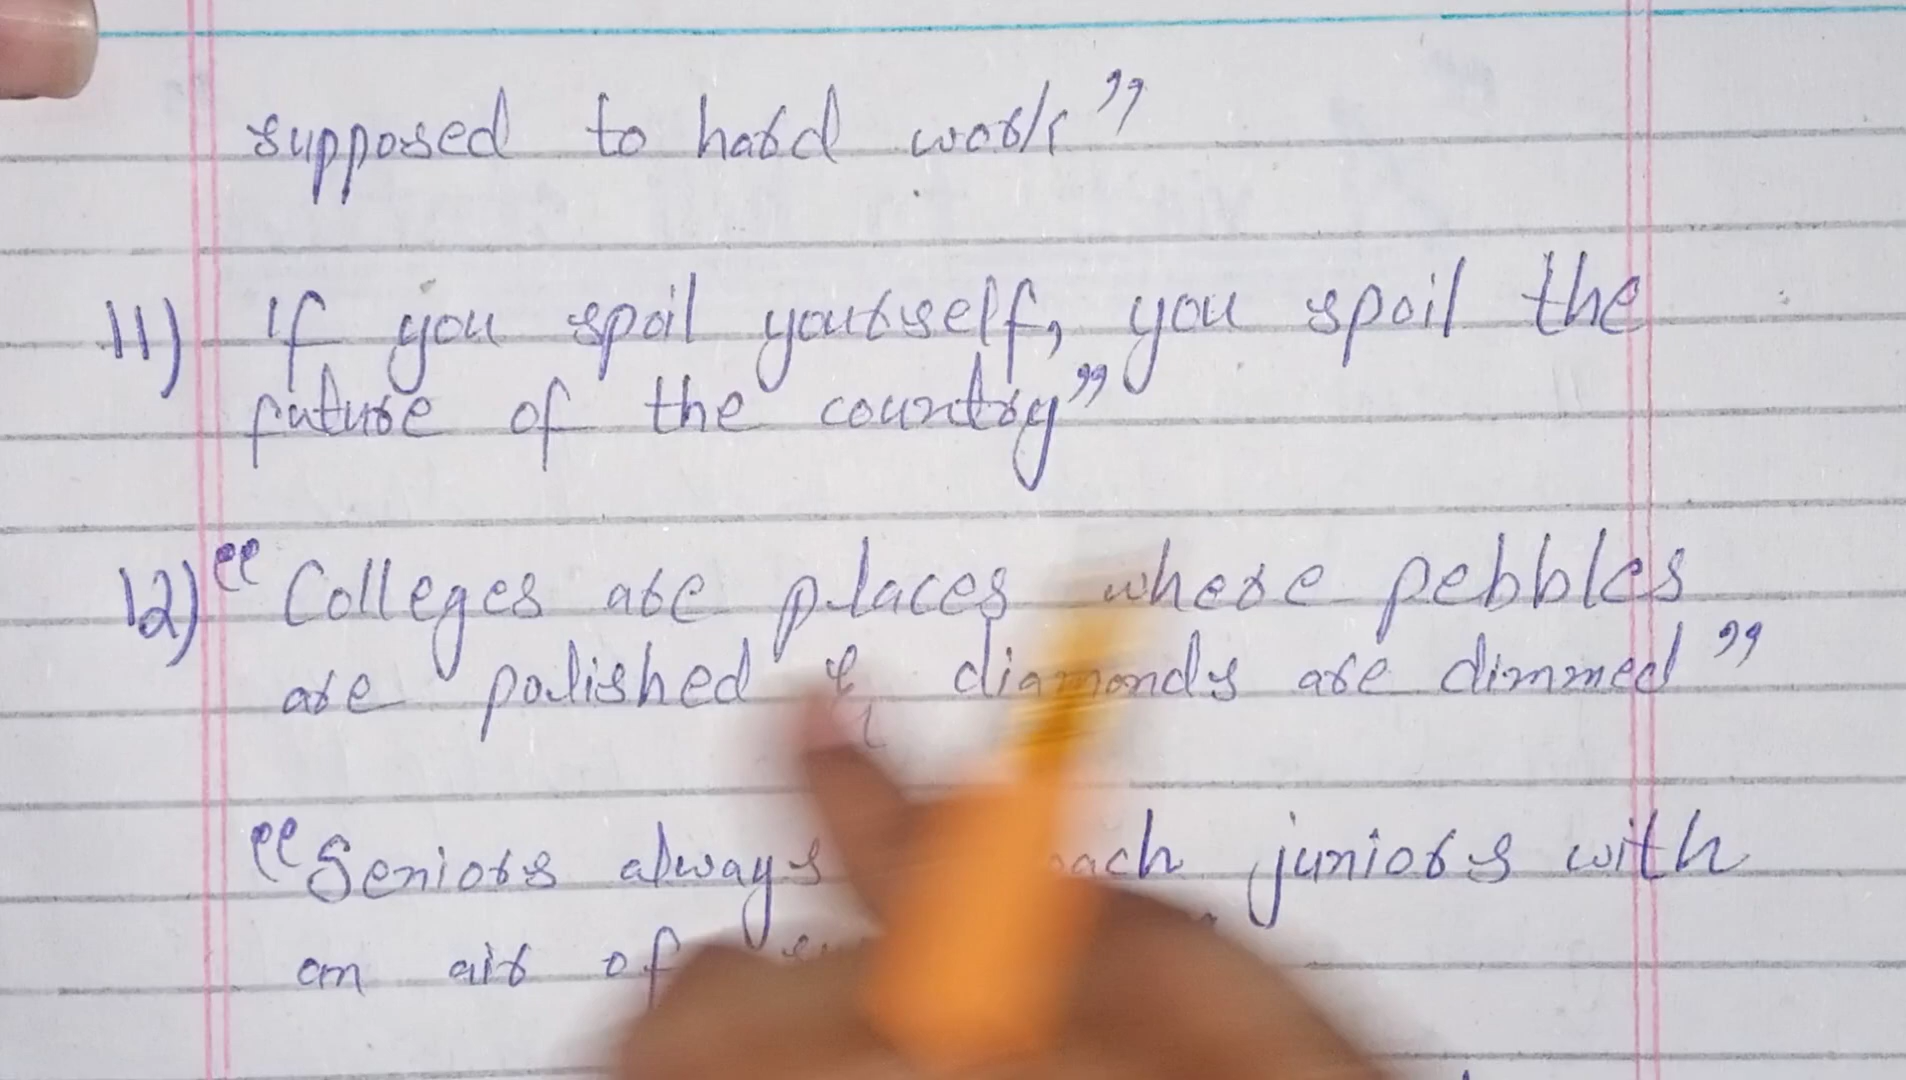 supposed to hard work”
11) If you spoil yourself, you spoil the
future of the country”
12) “Colleges are places where pebbles
are polished & diamonds are dimmed”
“Seniors always juniors with
an air of